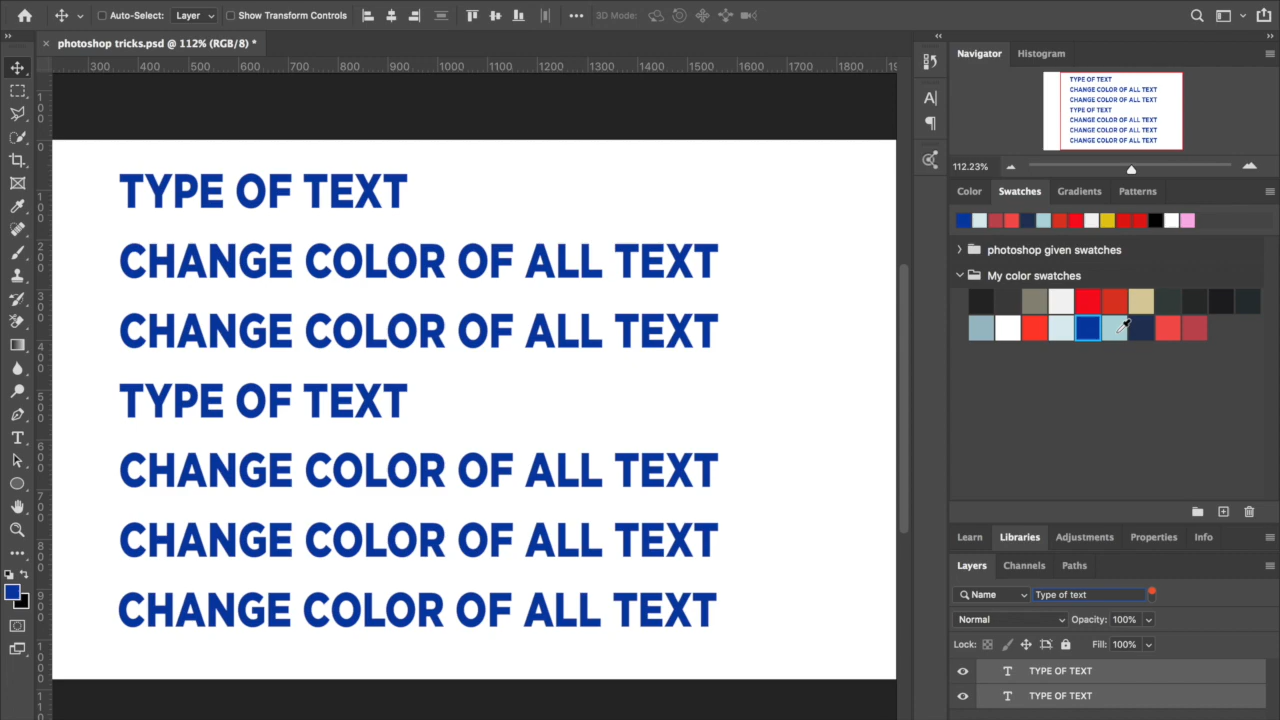 Auto-Select:
Layer
Show Transform Controls
3D Mode:
photoshop tricks.psd @ 112% (RGB/8) *
300 400 500 600 700 800 900 1000 1100 1200 1300 1400 1500 1600 1700 1800
TYPE OF TEXT
CHANGE COLOR OF ALL TEXT
CHANGE COLOR OF ALL TEXT
TYPE OF TEXT
CHANGE COLOR OF ALL TEXT
CHANGE COLOR OF ALL TEXT
CHANGE COLOR OF ALL TEXT
Navigator Histogram
TYPE OF TEXT
CHANGE COLOR OF ALL TEXT
CHANGE COLOR OF ALL TEXT
TYPE OF TEXT
CHANGE COLOR OF ALL TEXT
CHANGE COLOR OF ALL TEXT
CHANGE COLOR OF ALL TEXT
112.23%
Color Swatches Gradients Patterns
photoshop given swatches
My color swatches
Learn Libraries Adjustments Properties Info
Layers Channels Paths
Name Type of text
Normal Opacity: 100%
Lock: Fill: 100%
TYPE OF TEXT
TYPE OF TEXT